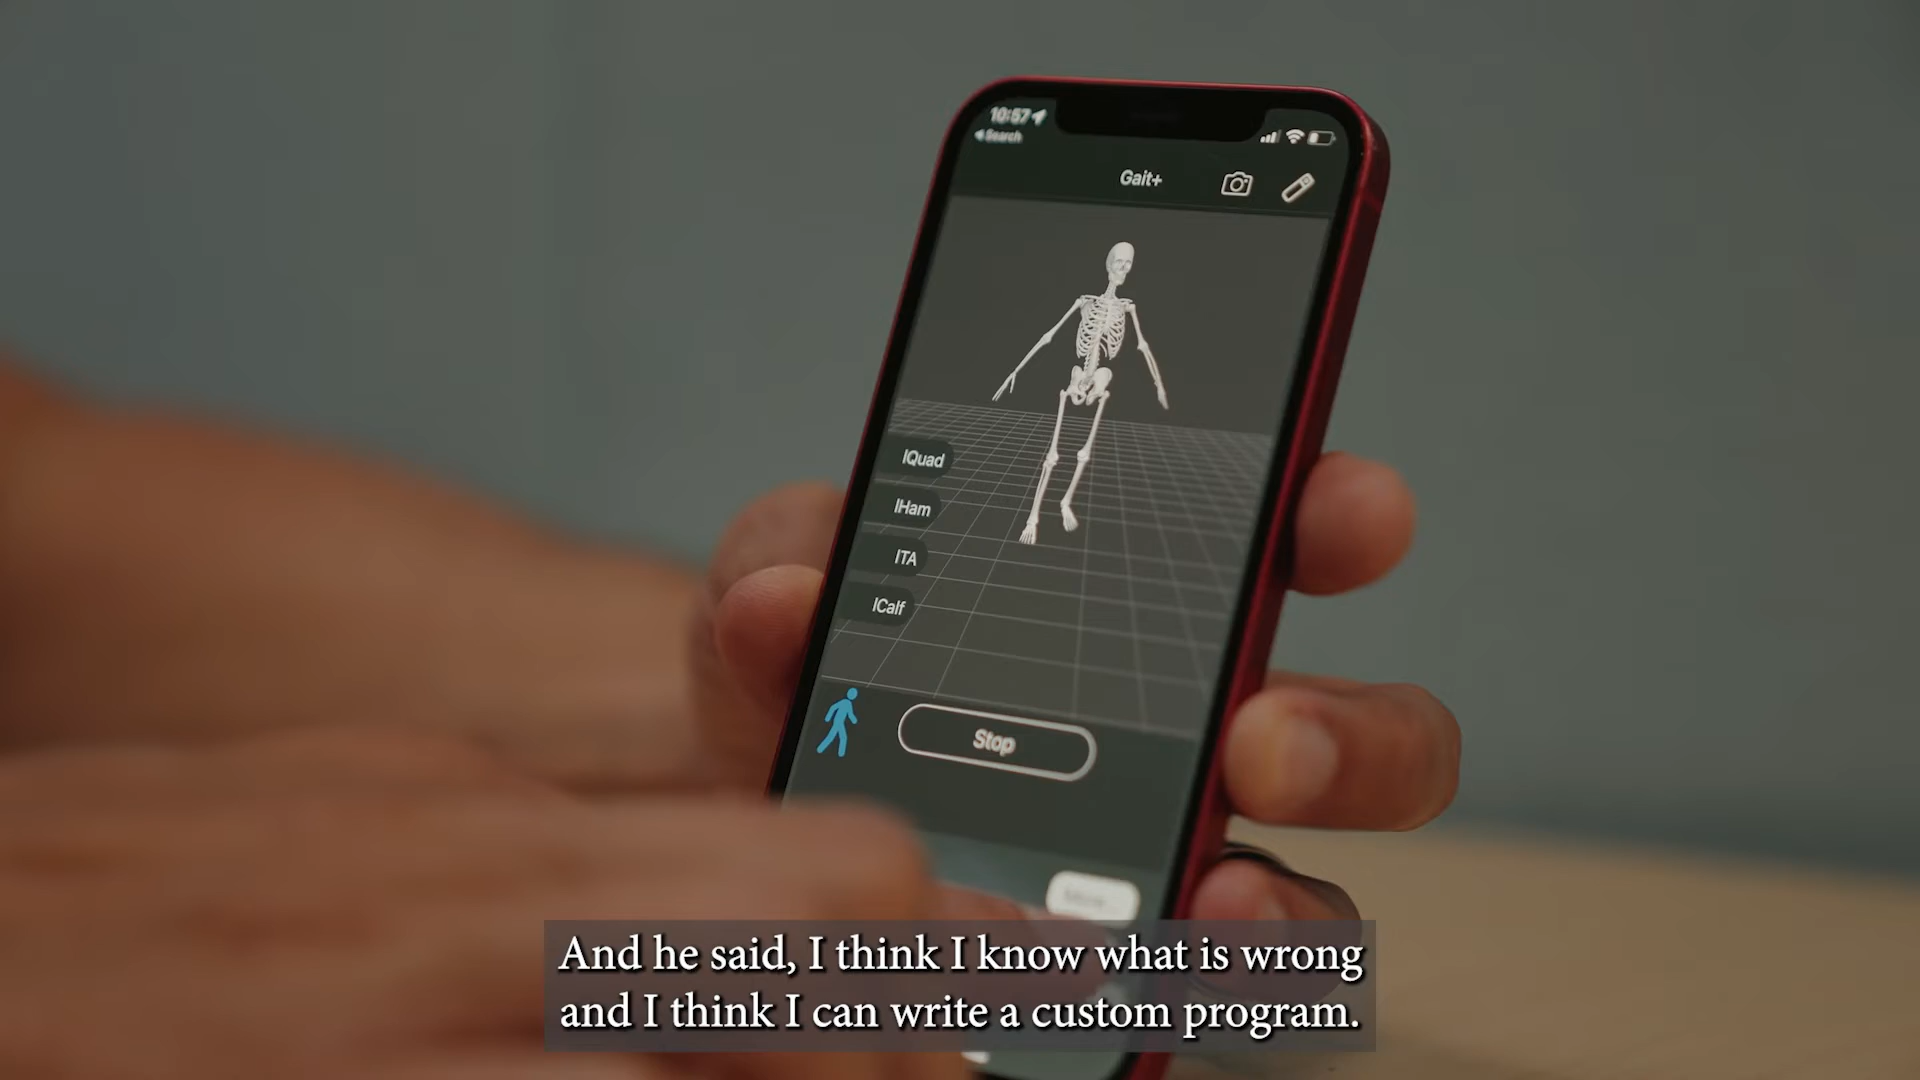 10:57
Search
Gait+
lQuad
lHam
lTA
lCalf
Stop
And he said, I think I know what is wrong
and I think I can write a custom program.